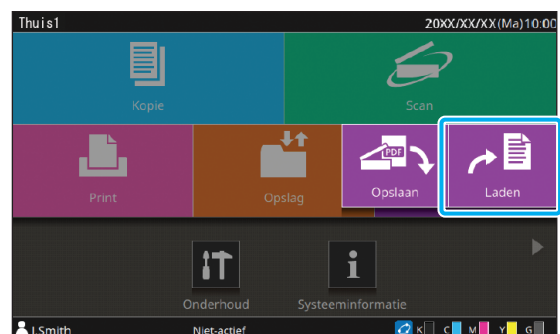 Thuis1 20XX/XX/XX(Ma)10:00
Kopie Scan
PDF
Print Opslag Opslaan Laden
Onderhoud Systeeminformatie
J.Smith Niet-actief K C M Y G